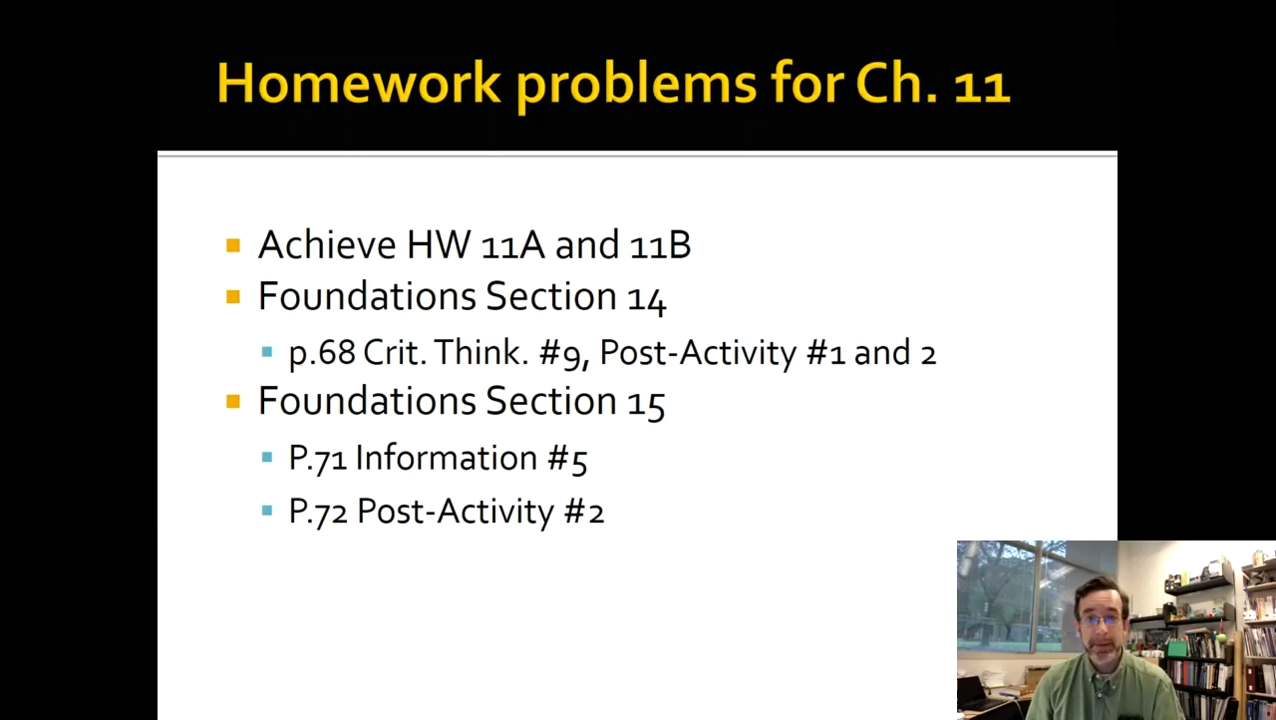 Homework problems for Ch. 11
Achieve HW 11A and 11B
Foundations Section 14
p.68 Crit. Think. #9, Post-Activity #1 and 2
Foundations Section 15
P.71 Information #5
P.72 Post-Activity #2